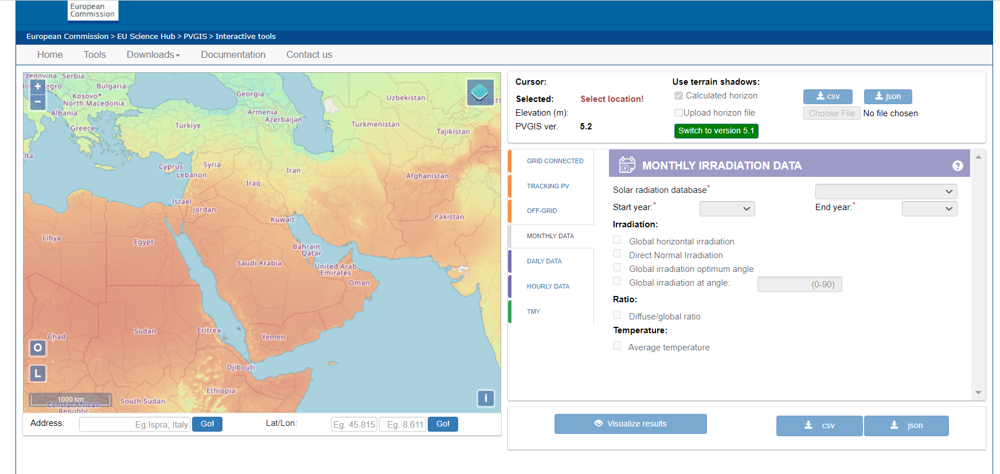 European
Commission
European Commission > EU Science Hub > PVGIS > Interactive tools
Home Tools Downloads Documentation Contact us
rzegovina Serbia
negro
Bulgaria
Kosovo*
North Macedonia
Albania
Greece
Georgia
Armenia
Azerbaijan
Türkiye
Uzbekistan
Kyrgyzs
Turkmenistan
Tajikistan
lta
Cyprus
Syria
Lebanon
Iran
Iraq
Afghanistan
Israel
Jordan
Kuwait
Pakistan
Libya
Egypt
Bahrain
Qatar
Saudi Arabia
United Arab
Emirates
Oman
Chad
Sudan
Eritrea
Yemen
Djibouti
Ethiopia
South Sudan
Central African
Republic
+
−
O
L
i
1000 km
Address: Eg.Ispra, Italy Go! Lat/Lon: Eg. 45.815 Eg. 8.611 Go!
Cursor:
Selected: Select location!
Elevation (m):
PVGIS ver. 5.2
Use terrain shadows:
Calculated horizon
Upload horizon file
Switch to version 5.1
csv json
Choose File No file chosen
GRID CONNECTED
TRACKING PV
OFF-GRID
MONTHLY DATA
DAILY DATA
HOURLY DATA
TMY
MONTHLY IRRADIATION DATA ?
Solar radiation database*
Start year:* End year:*
Irradiation:
Global horizontal irradiation
Direct Normal Irradiation
Global irradiation optimum angle
Global irradiation at angle: (0-90)
Ratio:
Diffuse/global ratio
Temperature:
Average temperature
Visualize results csv json